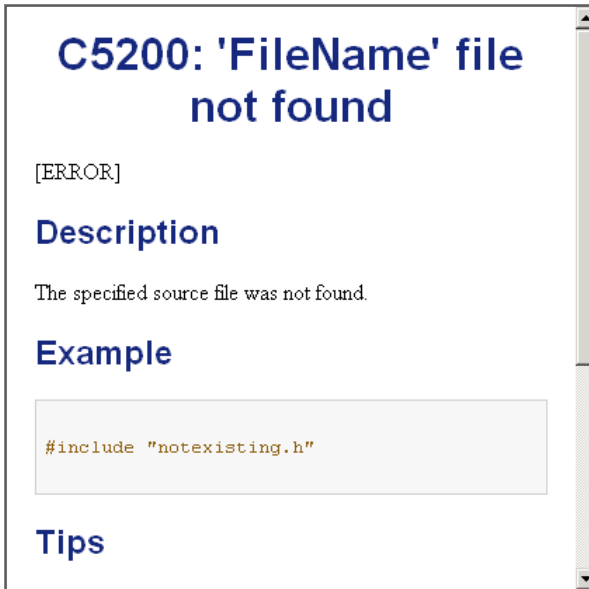 C5200: 'FileName' file
not found
[ERROR]
Description
The specified source file was not found.
Example
#include "notexisting.h"
Tips